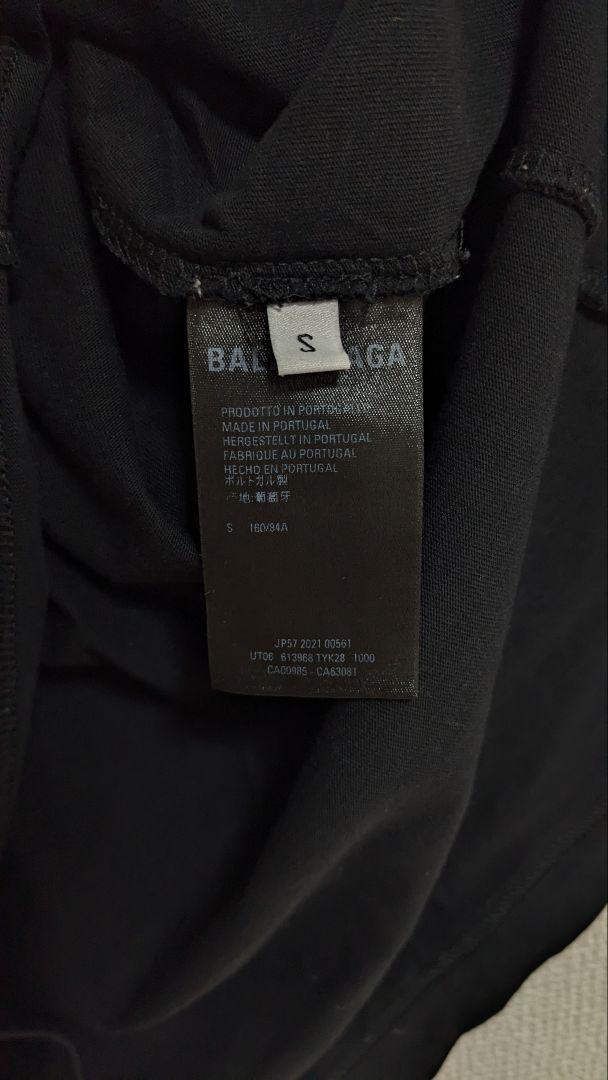 S
BAL AGA
PRODOTTO IN PORTOGALLO
MADE IN PORTUGAL
HERGESTELLT IN PORTUGAL
FABRIQUE AU PORTUGAL
HECHO EN PORTUGAL
ポルトガル製
产地:葡萄牙
S 160/84A
JP57 2021 00561
UT06 613968 TYK28 1000
CA00985 - CA63081